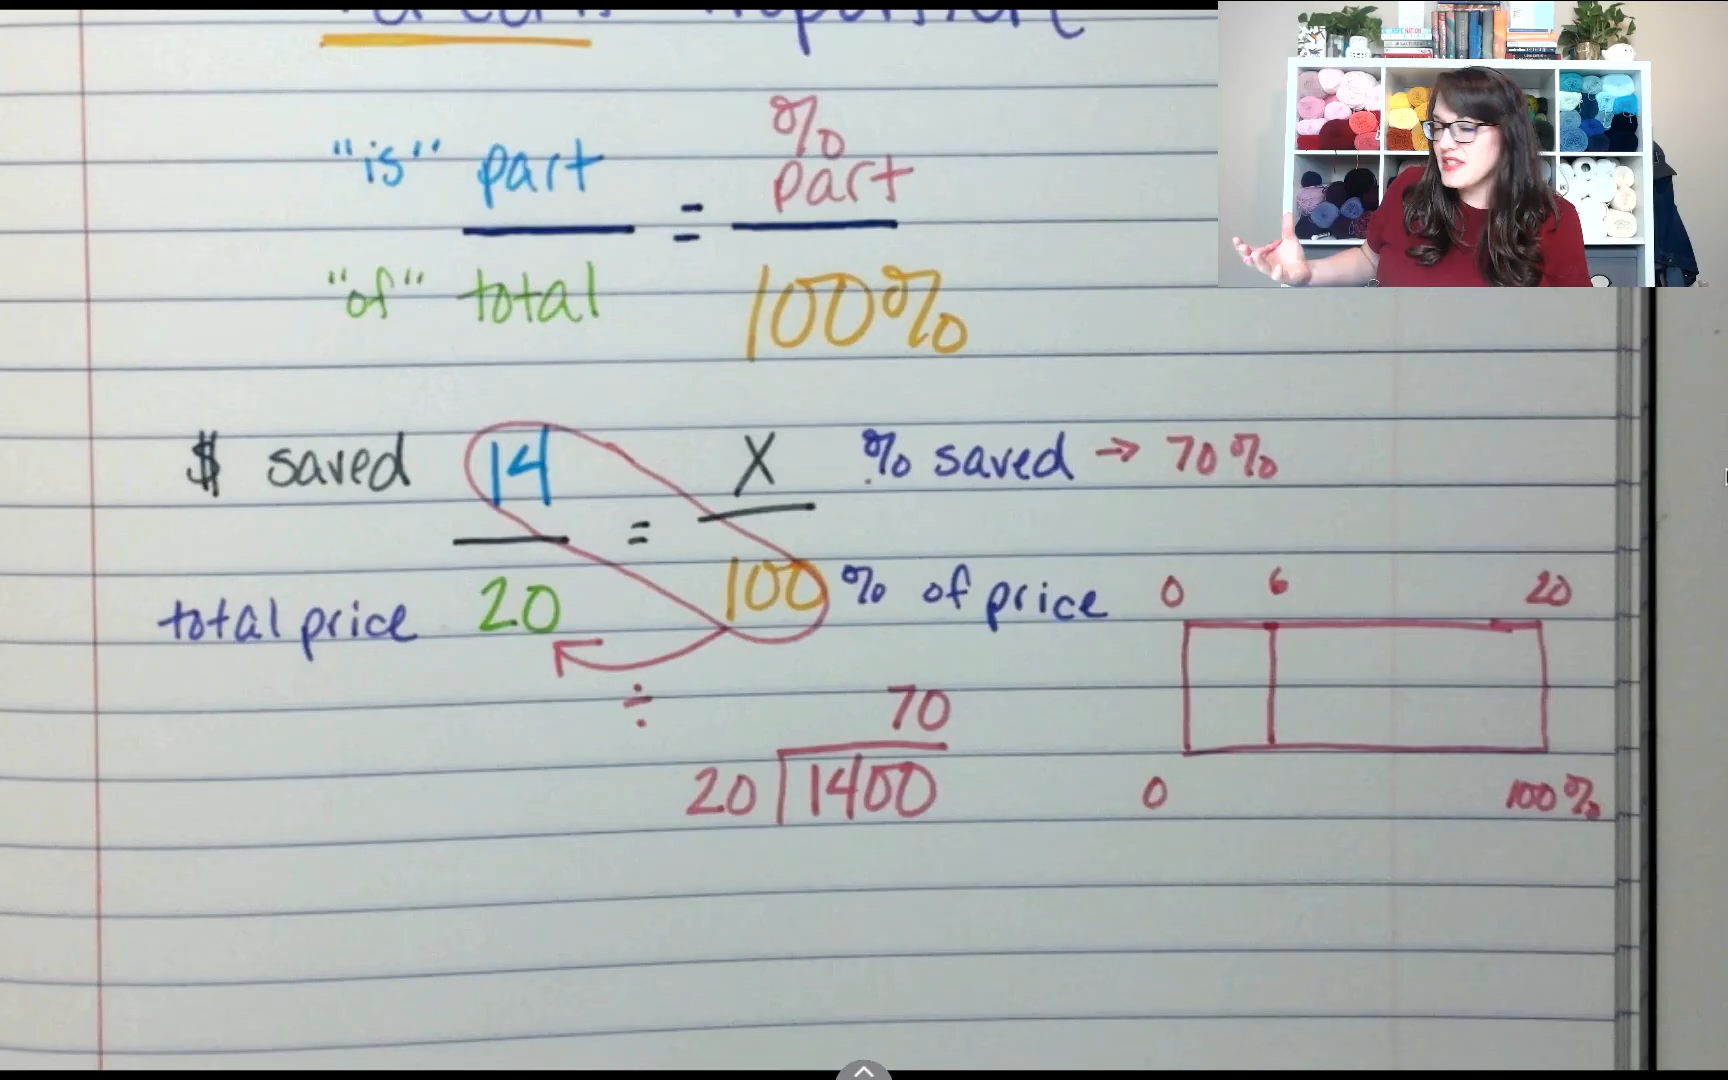 "is" part = % part
"of" total 100%
$ saved 14 = X % saved → 70%
total price 20 100 % of price
0 6 20
÷
70
20 1400
0 100%